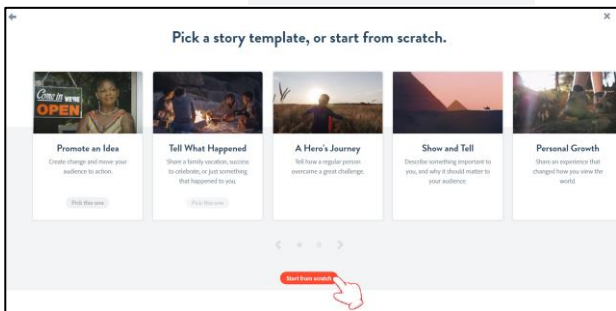 Pick a story template, or start from scratch.
Come in WE'RE
OPEN
Promote an Idea
Create change and move your
audience to action.
Pick this one
Tell What Happened
Share a family vacation, success
to celebrate, or just something
that happened to you.
Pick this one
A Hero's Journey
Tell how a regular person
overcame a great challenge.
Show and Tell
Describe something important to
you, and why it should matter to
your audience.
Personal Growth
Share an experience that
changed how you view the
world.
Start from scratch